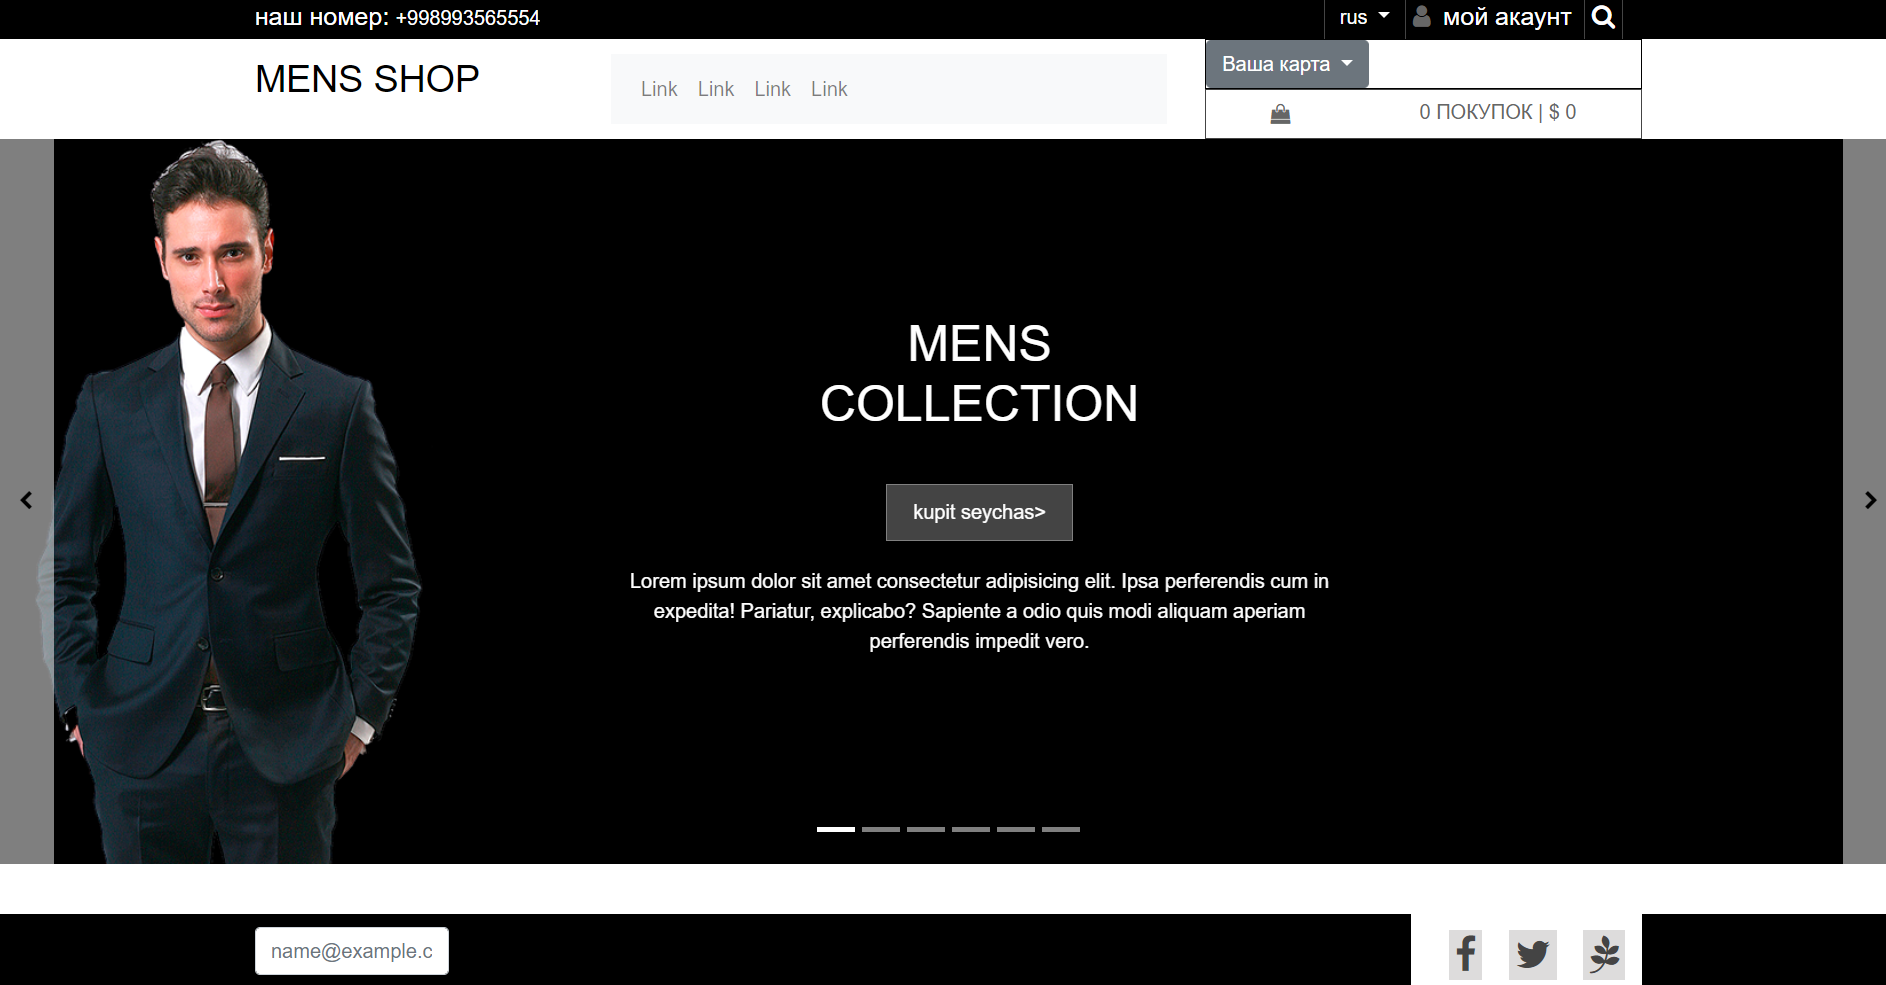 наш номер: +998993565554
rus
мой акаунт
MENS SHOP
Link Link Link Link
Ваша карта
0 ПОКУПОК | $ 0
MENS
COLLECTION
kupit seychas>
Lorem ipsum dolor sit amet consectetur adipisicing elit. Ipsa perferendis cum in
expedita! Pariatur, explicabo? Sapiente a odio quis modi aliquam aperiam
perferendis impedit vero.
name@example.c